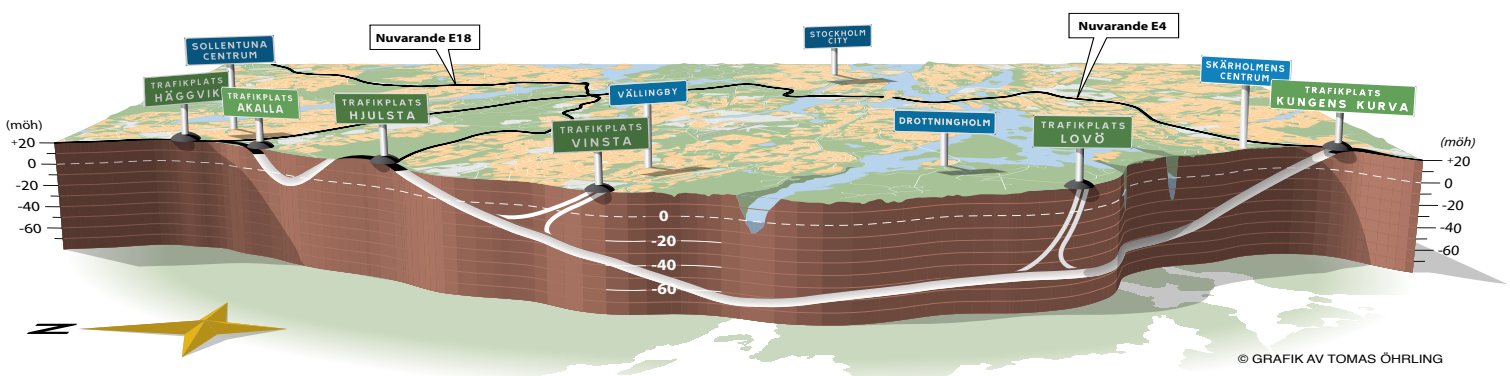 SOLLENTUNA
CENTRUM
Nuvarande E18
STOCKHOLM
CITY
Nuvarande E4
SKÄRHOLMENS
CENTRUM
TRAFIKPLATS
HÄGGVIK
TRAFIKPLATS
AKALLA
TRAFIKPLATS
HJULSTA
VÄLLINGBY
TRAFIKPLATS
VINSTA
DROTTNINGHOLM
TRAFIKPLATS
LOVÖ
TRAFIKPLATS
KUNGENS KURVA
(möh)
+20
0
-20
-40
-60
0
-20
-40
-60
(möh)
+20
0
-20
-40
-60
N
© GRAFIK AV TOMAS ÖHRLING